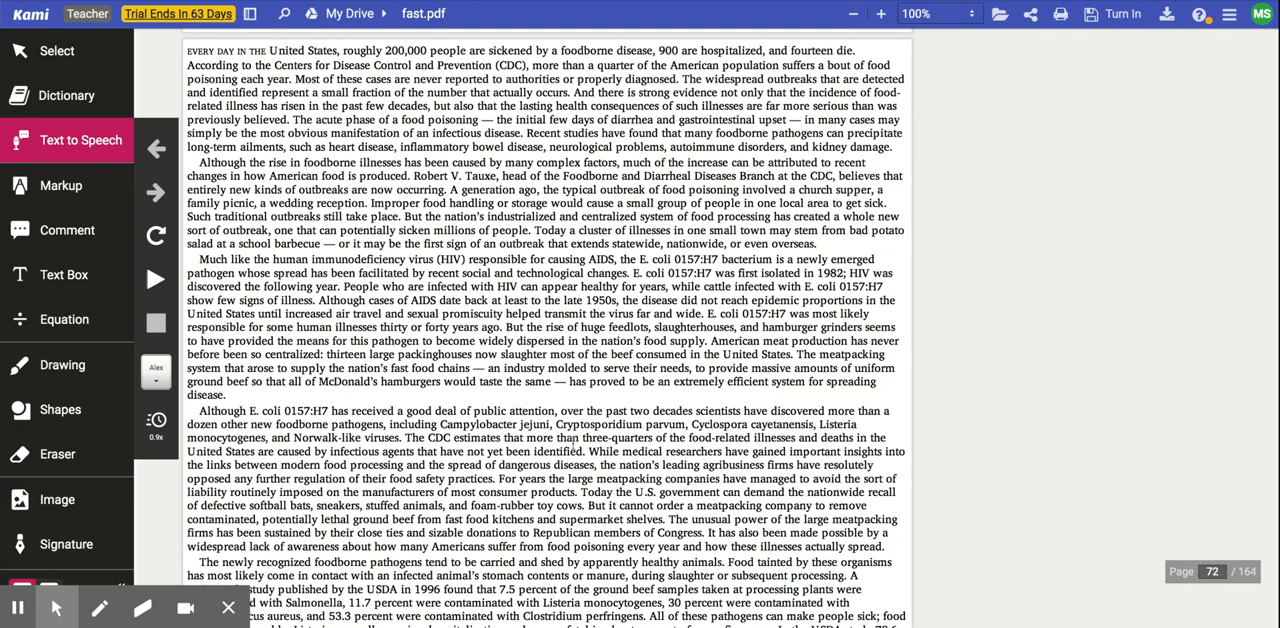 Kami Teacher Trial Ends In 63 Days My Drive fast.pdf 100% Turn In MS
Select
Dictionary
Text to Speech
Markup
Comment
Text Box
Equation
Drawing
Shapes
Eraser
Image
Signature
Alex
0.9x
EVERY DAY IN THE United States, roughly 200,000 people are sickened by a foodborne disease, 900 are hospitalized, and fourteen die.
According to the Centers for Disease Control and Prevention (CDC), more than a quarter of the American population suffers a bout of food
poisoning each year. Most of these cases are never reported to authorities or properly diagnosed. The widespread outbreaks that are detected
and identified represent a small fraction of the number that actually occurs. And there is strong evidence not only that the incidence of food-
related illness has risen in the past few decades, but also that the lasting health consequences of such illnesses are far more serious than was
previously believed. The acute phase of a food poisoning — the initial few days of diarrhea and gastrointestinal upset — in many cases may
simply be the most obvious manifestation of an infectious disease. Recent studies have found that many foodborne pathogens can precipitate
long-term ailments, such as heart disease, inflammatory bowel disease, neurological problems, autoimmune disorders, and kidney damage.
Although the rise in foodborne illnesses has been caused by many complex factors, much of the increase can be attributed to recent
changes in how American food is produced. Robert V. Tauxe, head of the Foodborne and Diarrheal Diseases Branch at the CDC, believes that
entirely new kinds of outbreaks are now occurring. A generation ago, the typical outbreak of food poisoning involved a church supper, a
family picnic, a wedding reception. Improper food handling or storage would cause a small group of people in one local area to get sick.
Such traditional outbreaks still take place. But the nation's industrialized and centralized system of food processing has created a whole new
sort of outbreak, one that can potentially sicken millions of people. Today a cluster of illnesses in one small town may stem from bad potato
salad at a school barbecue — or it may be the first sign of an outbreak that extends statewide, nationwide, or even overseas.
Much like the human immunodeficiency virus (HIV) responsible for causing AIDS, the E. coli 0157:H7 bacterium is a newly emerged
pathogen whose spread has been facilitated by recent social and technological changes. E. coli 0157:H7 was first isolated in 1982; HIV was
discovered the following year. People who are infected with HIV can appear healthy for years, while cattle infected with E. coli 0157:H7
show few signs of illness. Although cases of AIDS date back at least to the late 1950s, the disease did not reach epidemic proportions in the
United States until increased air travel and sexual promiscuity helped transmit the virus far and wide. E. coli 0157:H7 was most likely
responsible for some human illnesses thirty or forty years ago. But the rise of huge feedlots, slaughterhouses, and hamburger grinders seems
to have provided the means for this pathogen to become widely dispersed in the nation's food supply. American meat production has never
before been so centralized: thirteen large packinghouses now slaughter most of the beef consumed in the United States. The meatpacking
system that arose to supply the nation's fast food chains — an industry molded to serve their needs, to provide massive amounts of uniform
ground beef so that all of McDonald's hamburgers would taste the same — has proved to be an extremely efficient system for spreading
disease.
Although E. coli 0157:H7 has received a good deal of public attention, over the past two decades scientists have discovered more than a
dozen other new foodborne pathogens, including Campylobacter jejuni, Cryptosporidium parvum, Cyclospora cayetanensis, Listeria
monocytogenes, and Norwalk-like viruses. The CDC estimates that more than three-quarters of the food-related illnesses and deaths in the
United States are caused by infectious agents that have not yet been identified. While medical researchers have gained important insights into
the links between modern food processing and the spread of dangerous diseases, the nation's leading agribusiness firms have resolutely
opposed any further regulation of their food safety practices. For years the large meatpacking companies have managed to avoid the sort of
liability routinely imposed on the manufacturers of most consumer products. Today the U.S. government can demand the nationwide recall
of defective softball bats, sneakers, stuffed animals, and foam-rubber toy cows. But it cannot order a meatpacking company to remove
contaminated, potentially lethal ground beef from fast food kitchens and supermarket shelves. The unusual power of the large meatpacking
firms has been sustained by their close ties and sizable donations to Republican members of Congress. It has also been made possible by a
widespread lack of awareness about how many Americans suffer from food poisoning every year and how these illnesses actually spread.
The newly recognized foodborne pathogens tend to be carried and shed by apparently healthy animals. Food tainted by these organisms
has most likely come in contact with an infected animal's stomach contents or manure, during slaughter or subsequent processing. A
study published by the USDA in 1996 found that 7.5 percent of the ground beef samples taken at processing plants were
with Salmonella, 11.7 percent were contaminated with Listeria monocytogenes, 30 percent were contaminated with
aureus, and 53.3 percent were contaminated with Clostridium perfringens. All of these pathogens can make people sick; food
Page 72 / 164